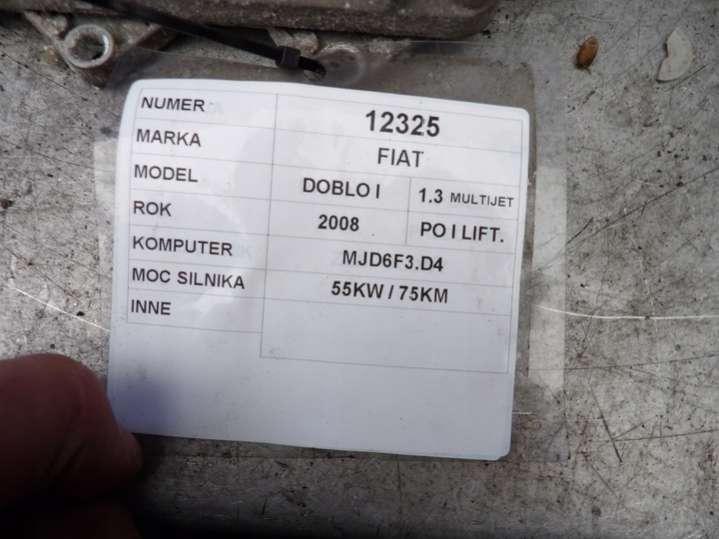 NUMER 12325
MARKA FIAT
MODEL DOBLO I 1.3 MULTIJET
ROK 2008 PO I LIFT.
KOMPUTER MJD6F3.D4
MOC SILNIKA 55KW / 75KM
INNE